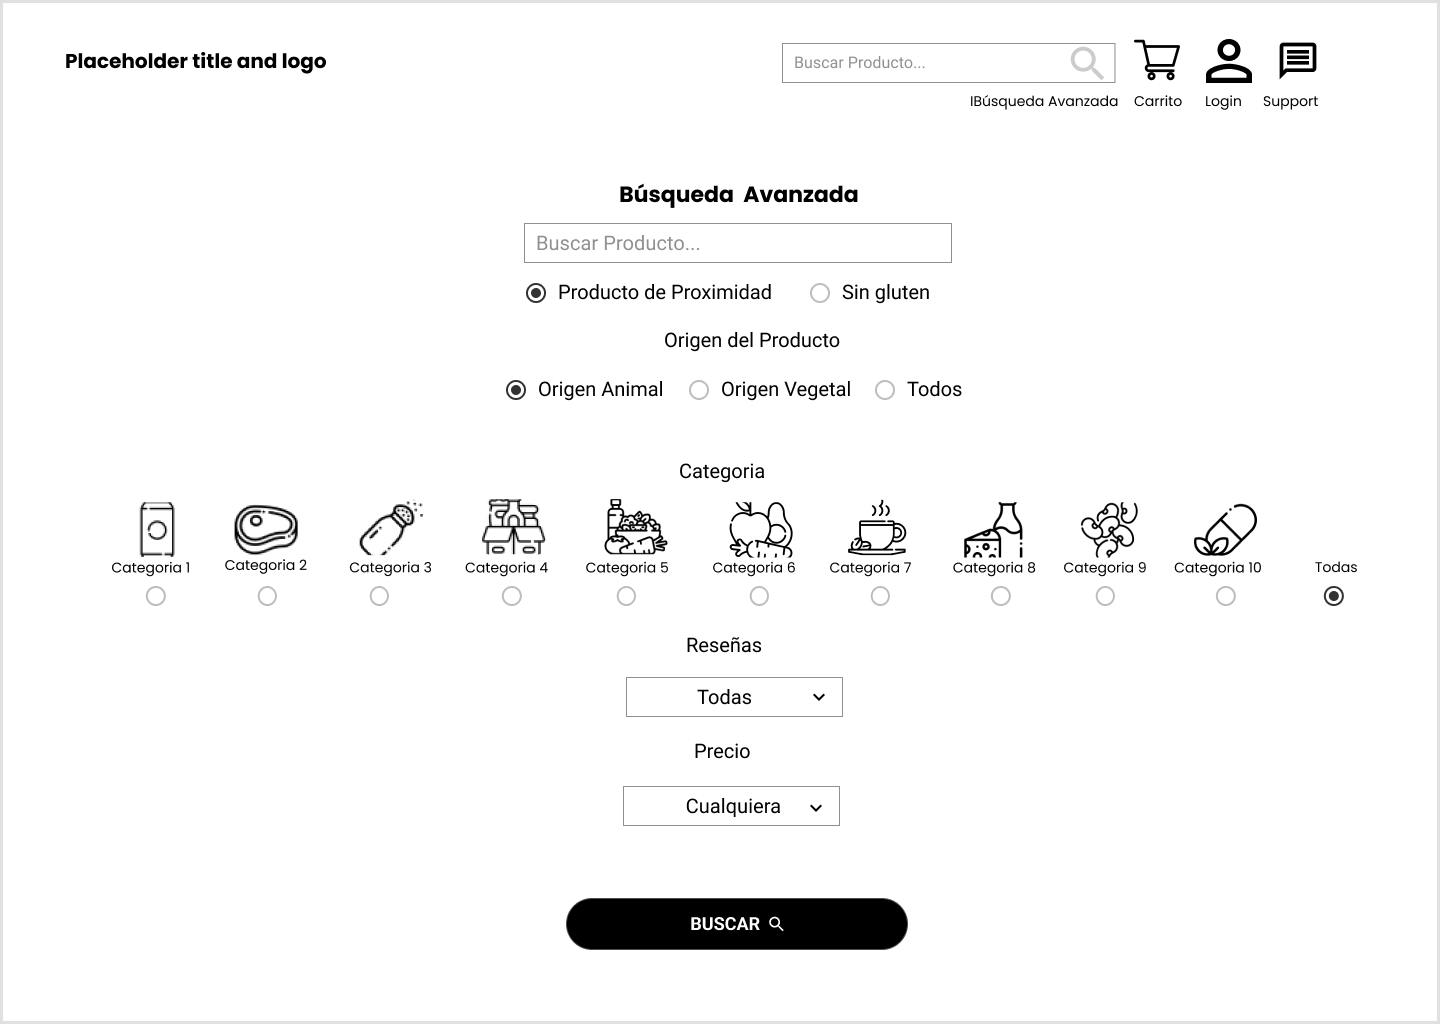 Placeholder title and logo
Buscar Producto...
IBúsqueda Avanzada Carrito Login Support
Búsqueda Avanzada
Buscar Producto...
Producto de Proximidad Sin gluten
Origen del Producto
Origen Animal Origen Vegetal Todos
Categoria
Categoria 1 Categoria 2 Categoria 3 Categoria 4 Categoria 5 Categoria 6 Categoria 7 Categoria 8 Categoria 9 Categoria 10 Todas
Reseñas
Todas
Precio
Cualquiera
BUSCAR